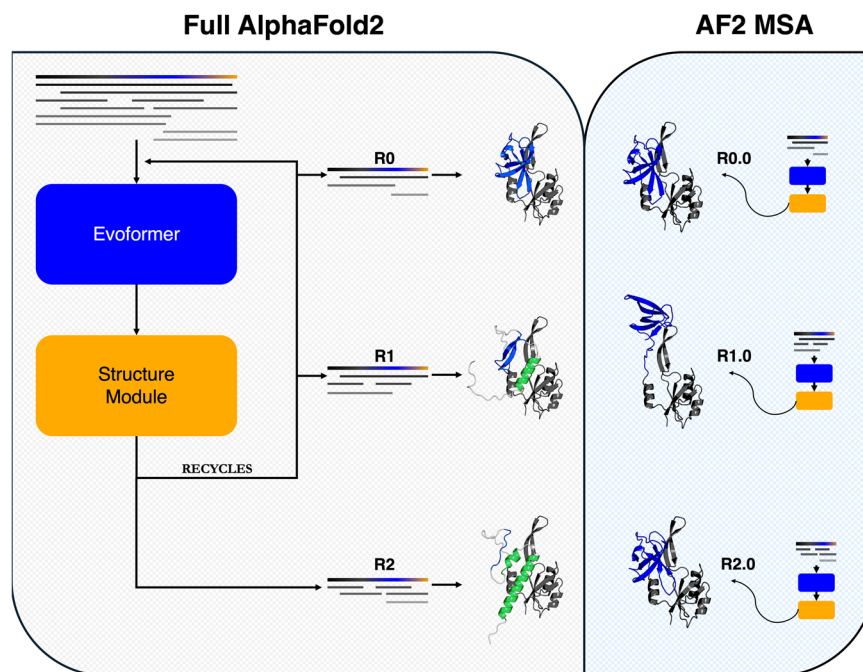 Full AlphaFold2
AF2 MSA
R0
R0.0
Evoformer
R1
R1.0
Structure
Module
RECYCLES
R2
R2.0